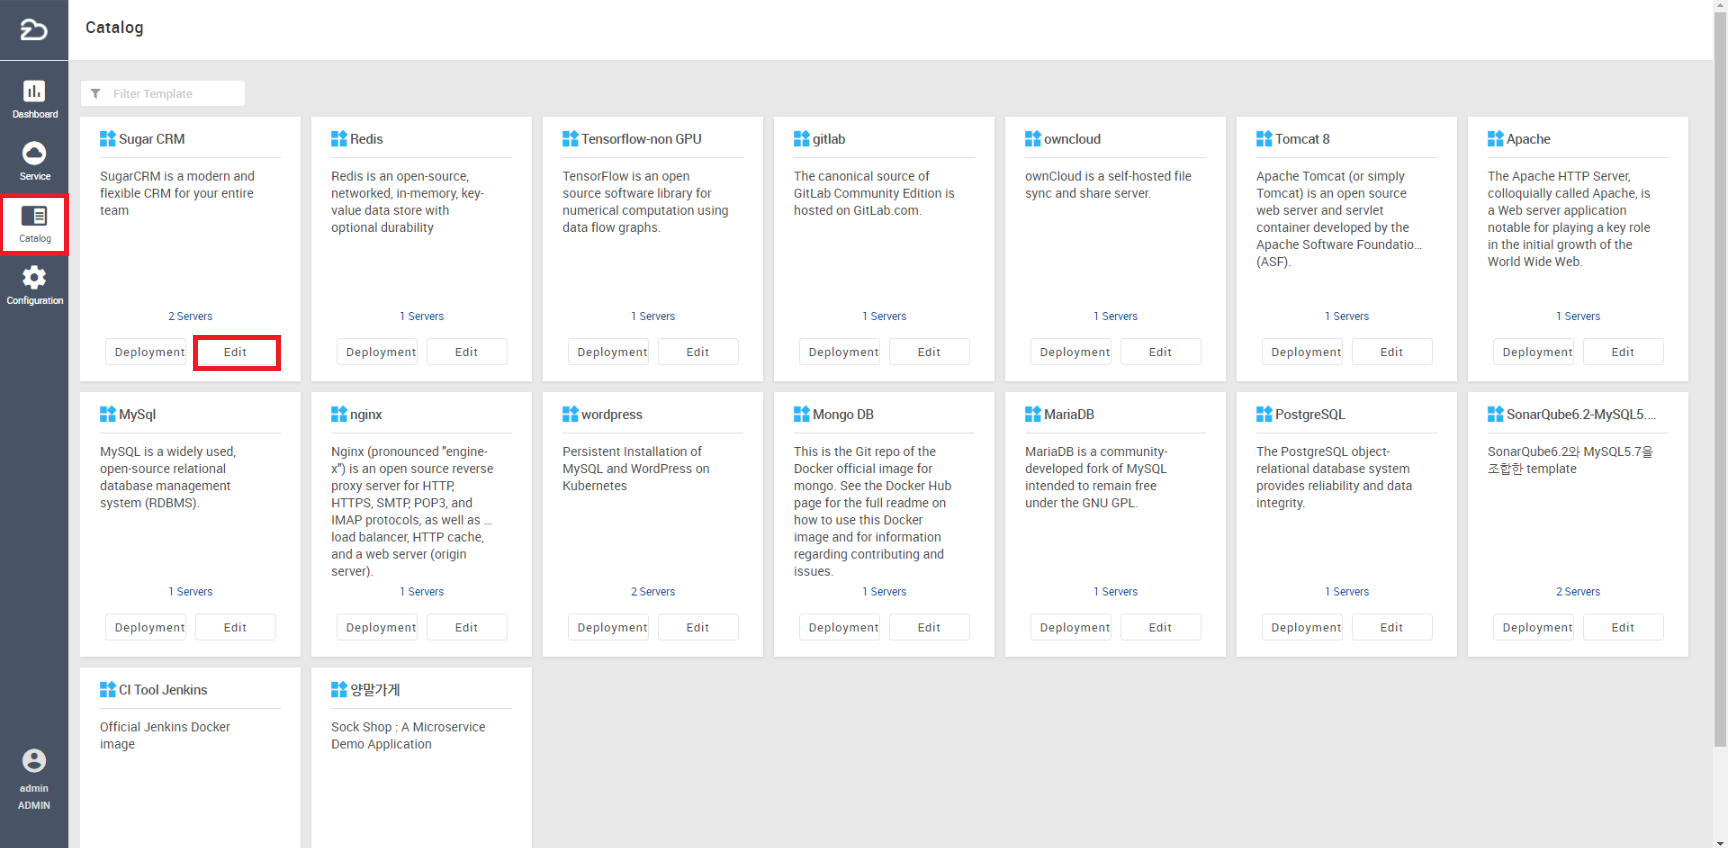 Catalog
Dashboard
Service
Catalog
Configuration
admin
ADMIN
Filter Template
Sugar CRM
SugarCRM is a modern and
flexible CRM for your entire
team
2 Servers
Deployment
Edit
Redis
Redis is an open-source,
networked, in-memory, key-
value data store with
optional durability
1 Servers
Deployment
Edit
Tensorflow-non GPU
TensorFlow is an open
source software library for
numerical computation using
data flow graphs.
1 Servers
Deployment
Edit
gitlab
The canonical source of
GitLab Community Edition is
hosted on GitLab.com.
1 Servers
Deployment
Edit
owncloud
ownCloud is a self-hosted file
sync and share server.
1 Servers
Deployment
Edit
Tomcat 8
Apache Tomcat (or simply
Tomcat) is an open source
web server and servlet
container developed by the
Apache Software Foundatio...
(ASF).
1 Servers
Deployment
Edit
Apache
The Apache HTTP Server,
colloquially called Apache, is
a Web server application
notable for playing a key role
in the initial growth of the
World Wide Web.
1 Servers
Deployment
Edit
MySql
MySQL is a widely used,
open-source relational
database management
system (RDBMS).
1 Servers
Deployment
Edit
nginx
Nginx (pronounced "engine-
x") is an open source reverse
proxy server for HTTP,
HTTPS, SMTP, POP3, and
IMAP protocols, as well as ...
load balancer, HTTP cache,
and a web server (origin
server).
1 Servers
Deployment
Edit
wordpress
Persistent Installation of
MySQL and WordPress on
Kubernetes
2 Servers
Deployment
Edit
Mongo DB
This is the Git repo of the
Docker official image for
mongo. See the Docker Hub
page for the full readme on
how to use this Docker
image and for information
regarding contributing and
issues.
1 Servers
Deployment
Edit
MariaDB
MariaDB is a community-
developed fork of MySQL
intended to remain free
under the GNU GPL.
1 Servers
Deployment
Edit
PostgreSQL
The PostgreSQL object-
relational database system
provides reliability and data
integrity.
1 Servers
Deployment
Edit
SonarQube6.2-MySQL5....
SonarQube6.2와 MySQL5.7을
조합한 template
2 Servers
Deployment
Edit
CI Tool Jenkins
Official Jenkins Docker
image
양말가게
Sock Shop : A Microservice
Demo Application